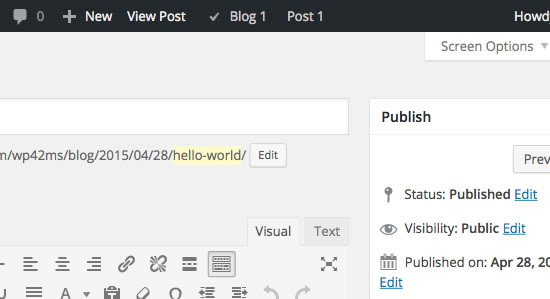 0 New View Post Blog 1 Post 1 Howdy
Screen Options
Publish
m/wp42ms/blog/2015/04/28/hello-world/ Edit
Prev
Status: Published Edit
Visual Text
Visibility: Public Edit
Published on: Apr 28, 20
Edit
U A